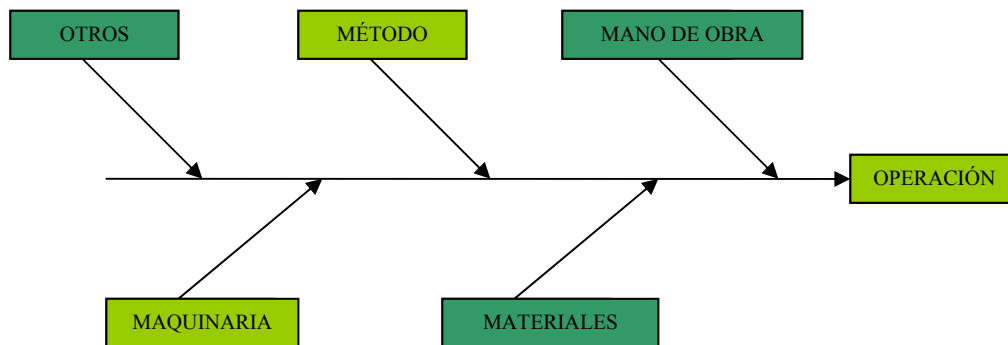 OTROS
MÉTODO
MANO DE OBRA
OPERACIÓN
MAQUINARIA
MATERIALES